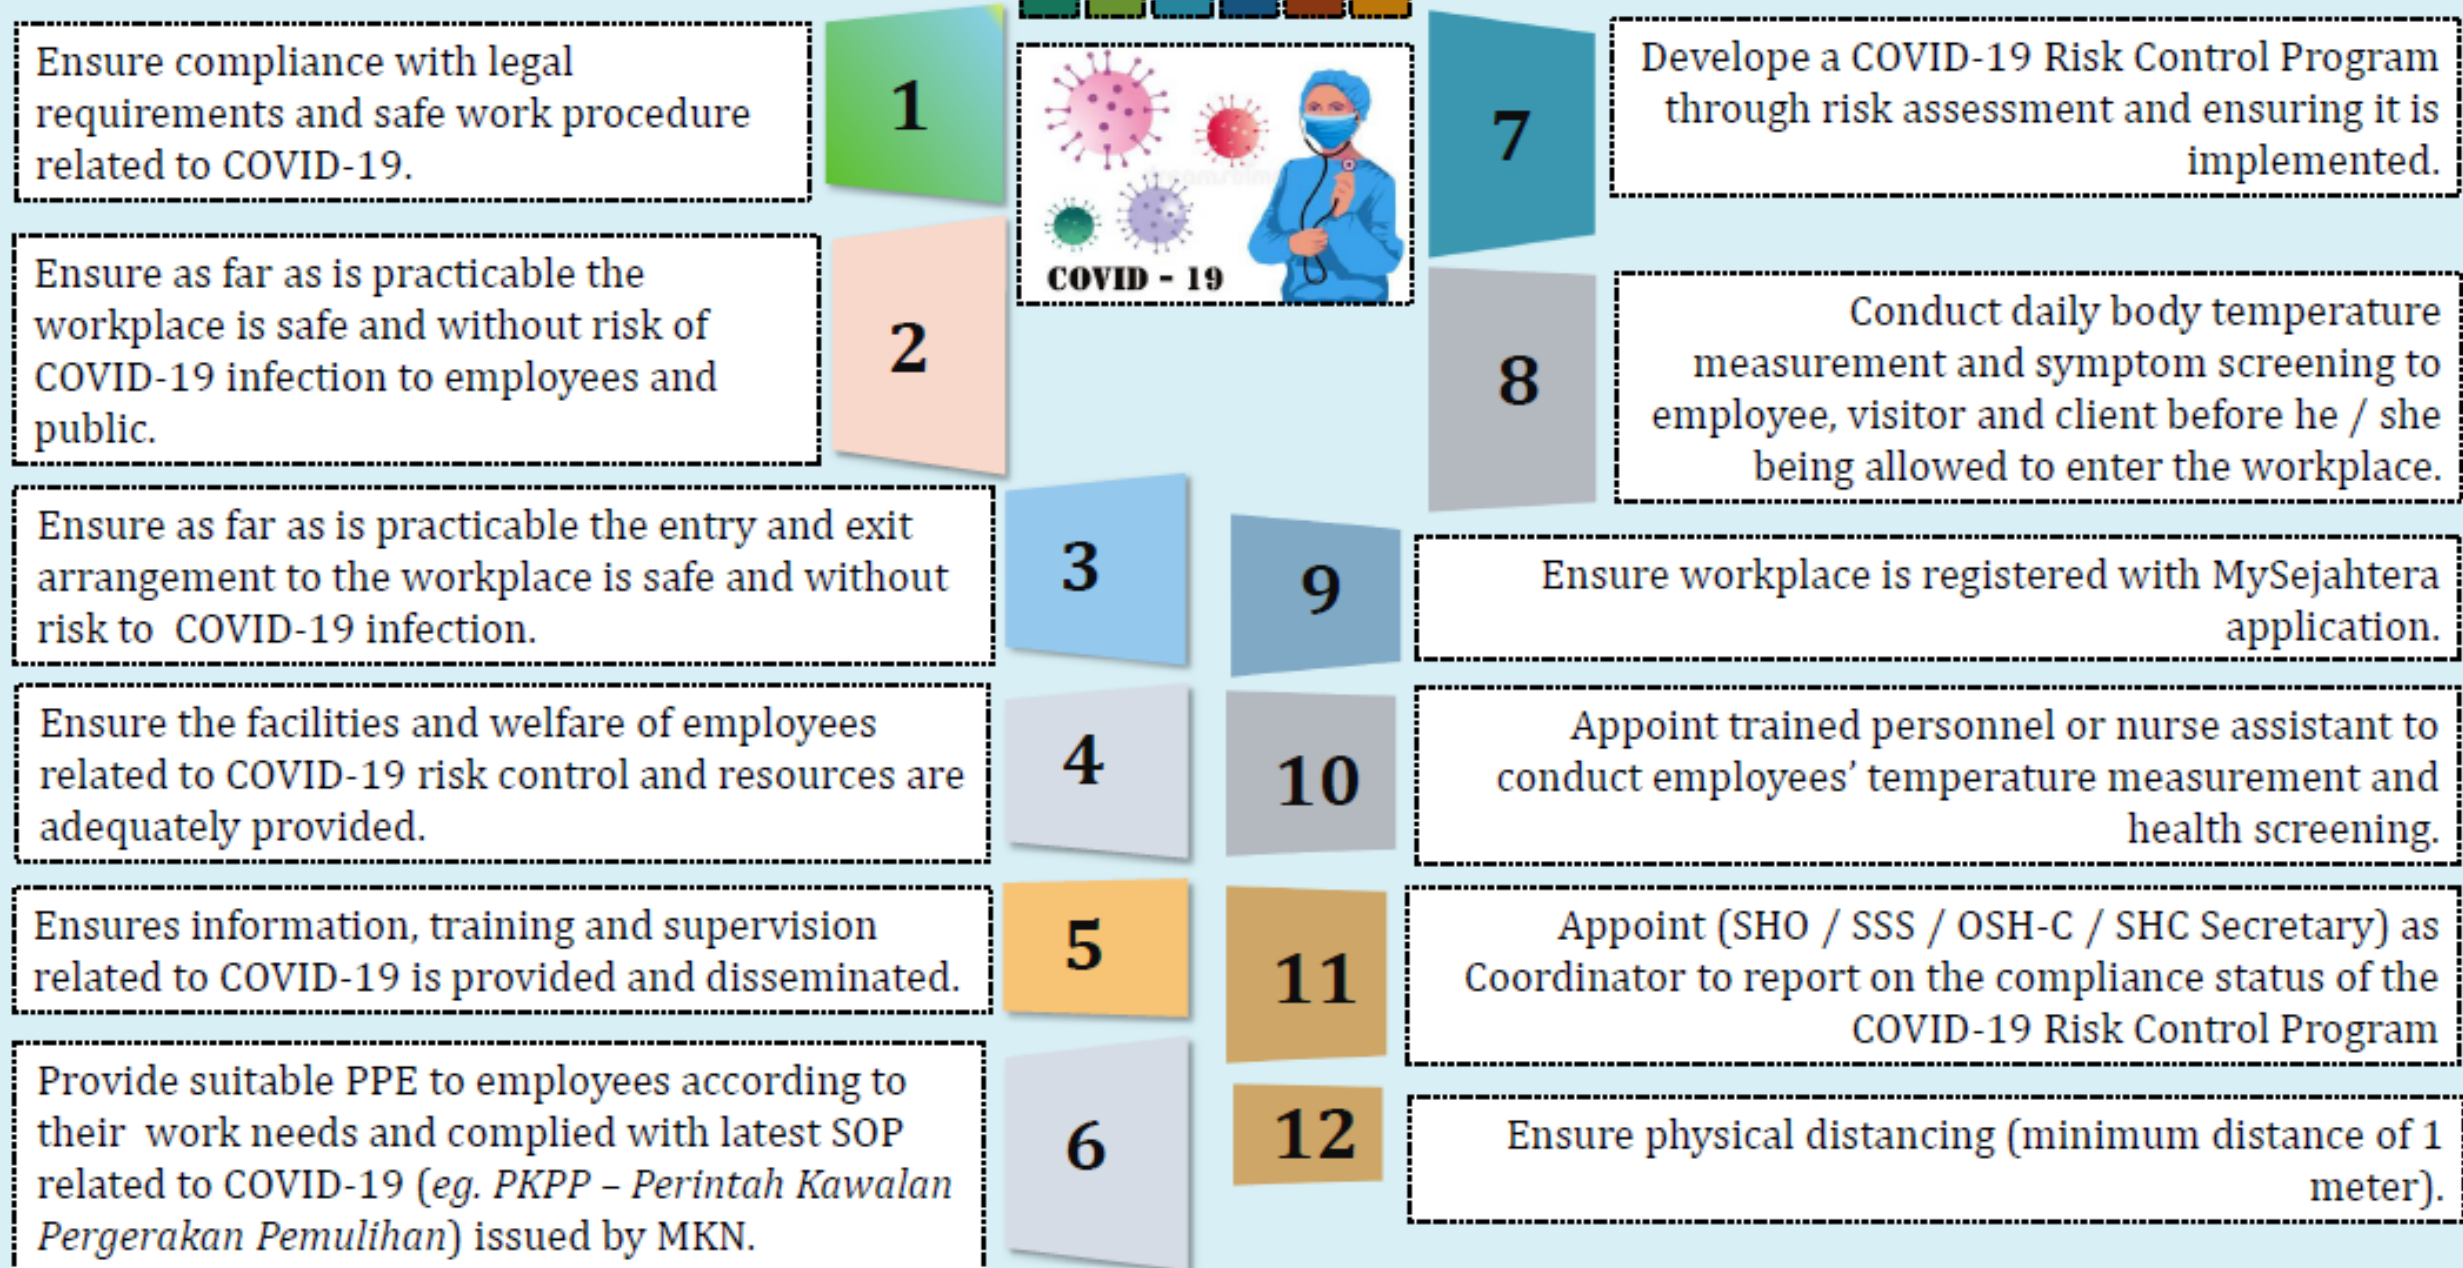 Ensure compliance with legal
requirements and safe work procedure
related to COVID-19.
1
Ensure as far as is practicable the
workplace is safe and without risk of
COVID-19 infection to employees and
public.
2
Ensure as far as is practicable the entry and exit
arrangement to the workplace is safe and without
risk to COVID-19 infection.
3
Ensure the facilities and welfare of employees
related to COVID-19 risk control and resources are
adequately provided.
4
Ensures information, training and supervision
related to COVID-19 is provided and disseminated.
5
Provide suitable PPE to employees according to
their work needs and complied with latest SOP
related to COVID-19 (eg. PKPP – Perintah Kawalan
Pergerakan Pemulihan) issued by MKN.
6
COVID - 19
7
Develope a COVID-19 Risk Control Program
through risk assessment and ensuring it is
implemented.
8
Conduct daily body temperature
measurement and symptom screening to
employee, visitor and client before he / she
being allowed to enter the workplace.
9
Ensure workplace is registered with MySejahtera
application.
10
Appoint trained personnel or nurse assistant to
conduct employees’ temperature measurement and
health screening.
11
Appoint (SHO / SSS / OSH-C / SHC Secretary) as
Coordinator to report on the compliance status of the
COVID-19 Risk Control Program
12
Ensure physical distancing (minimum distance of 1
meter).